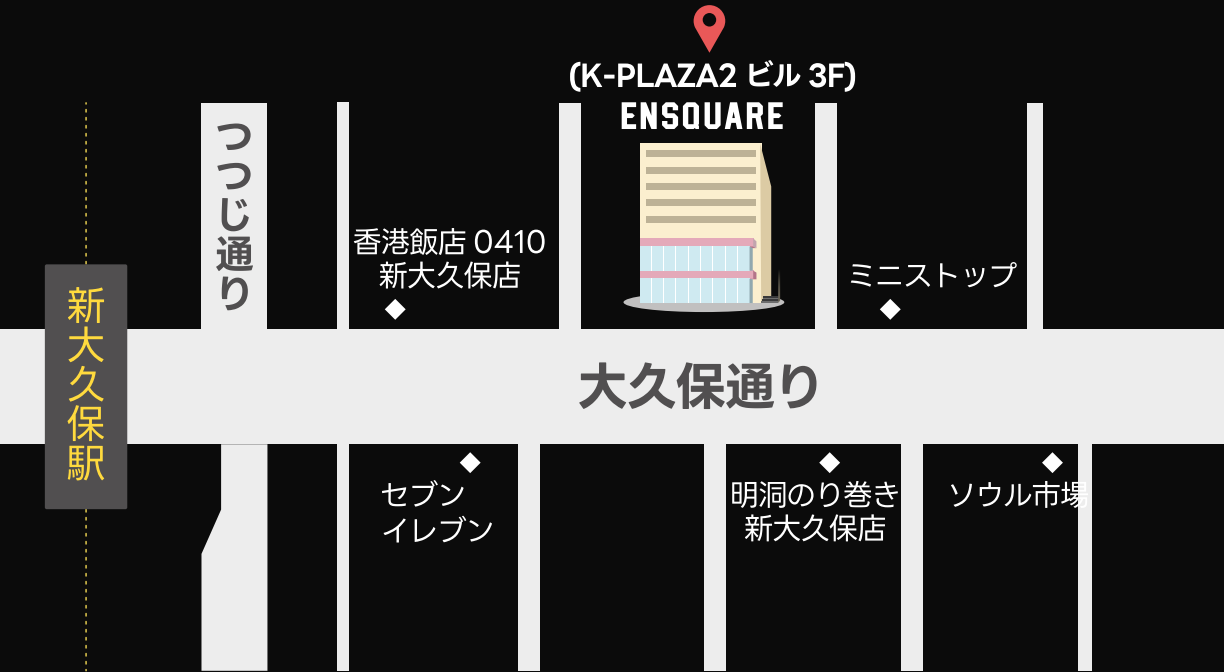 (K-PLAZA2 ビル 3F)
ENSQUARE
つつじ通り
香港飯店 0410
新大久保店
ミニストップ
新大久保駅
大久保通り
セブン
イレブン
明洞のり巻き
新大久保店
ソウル市場